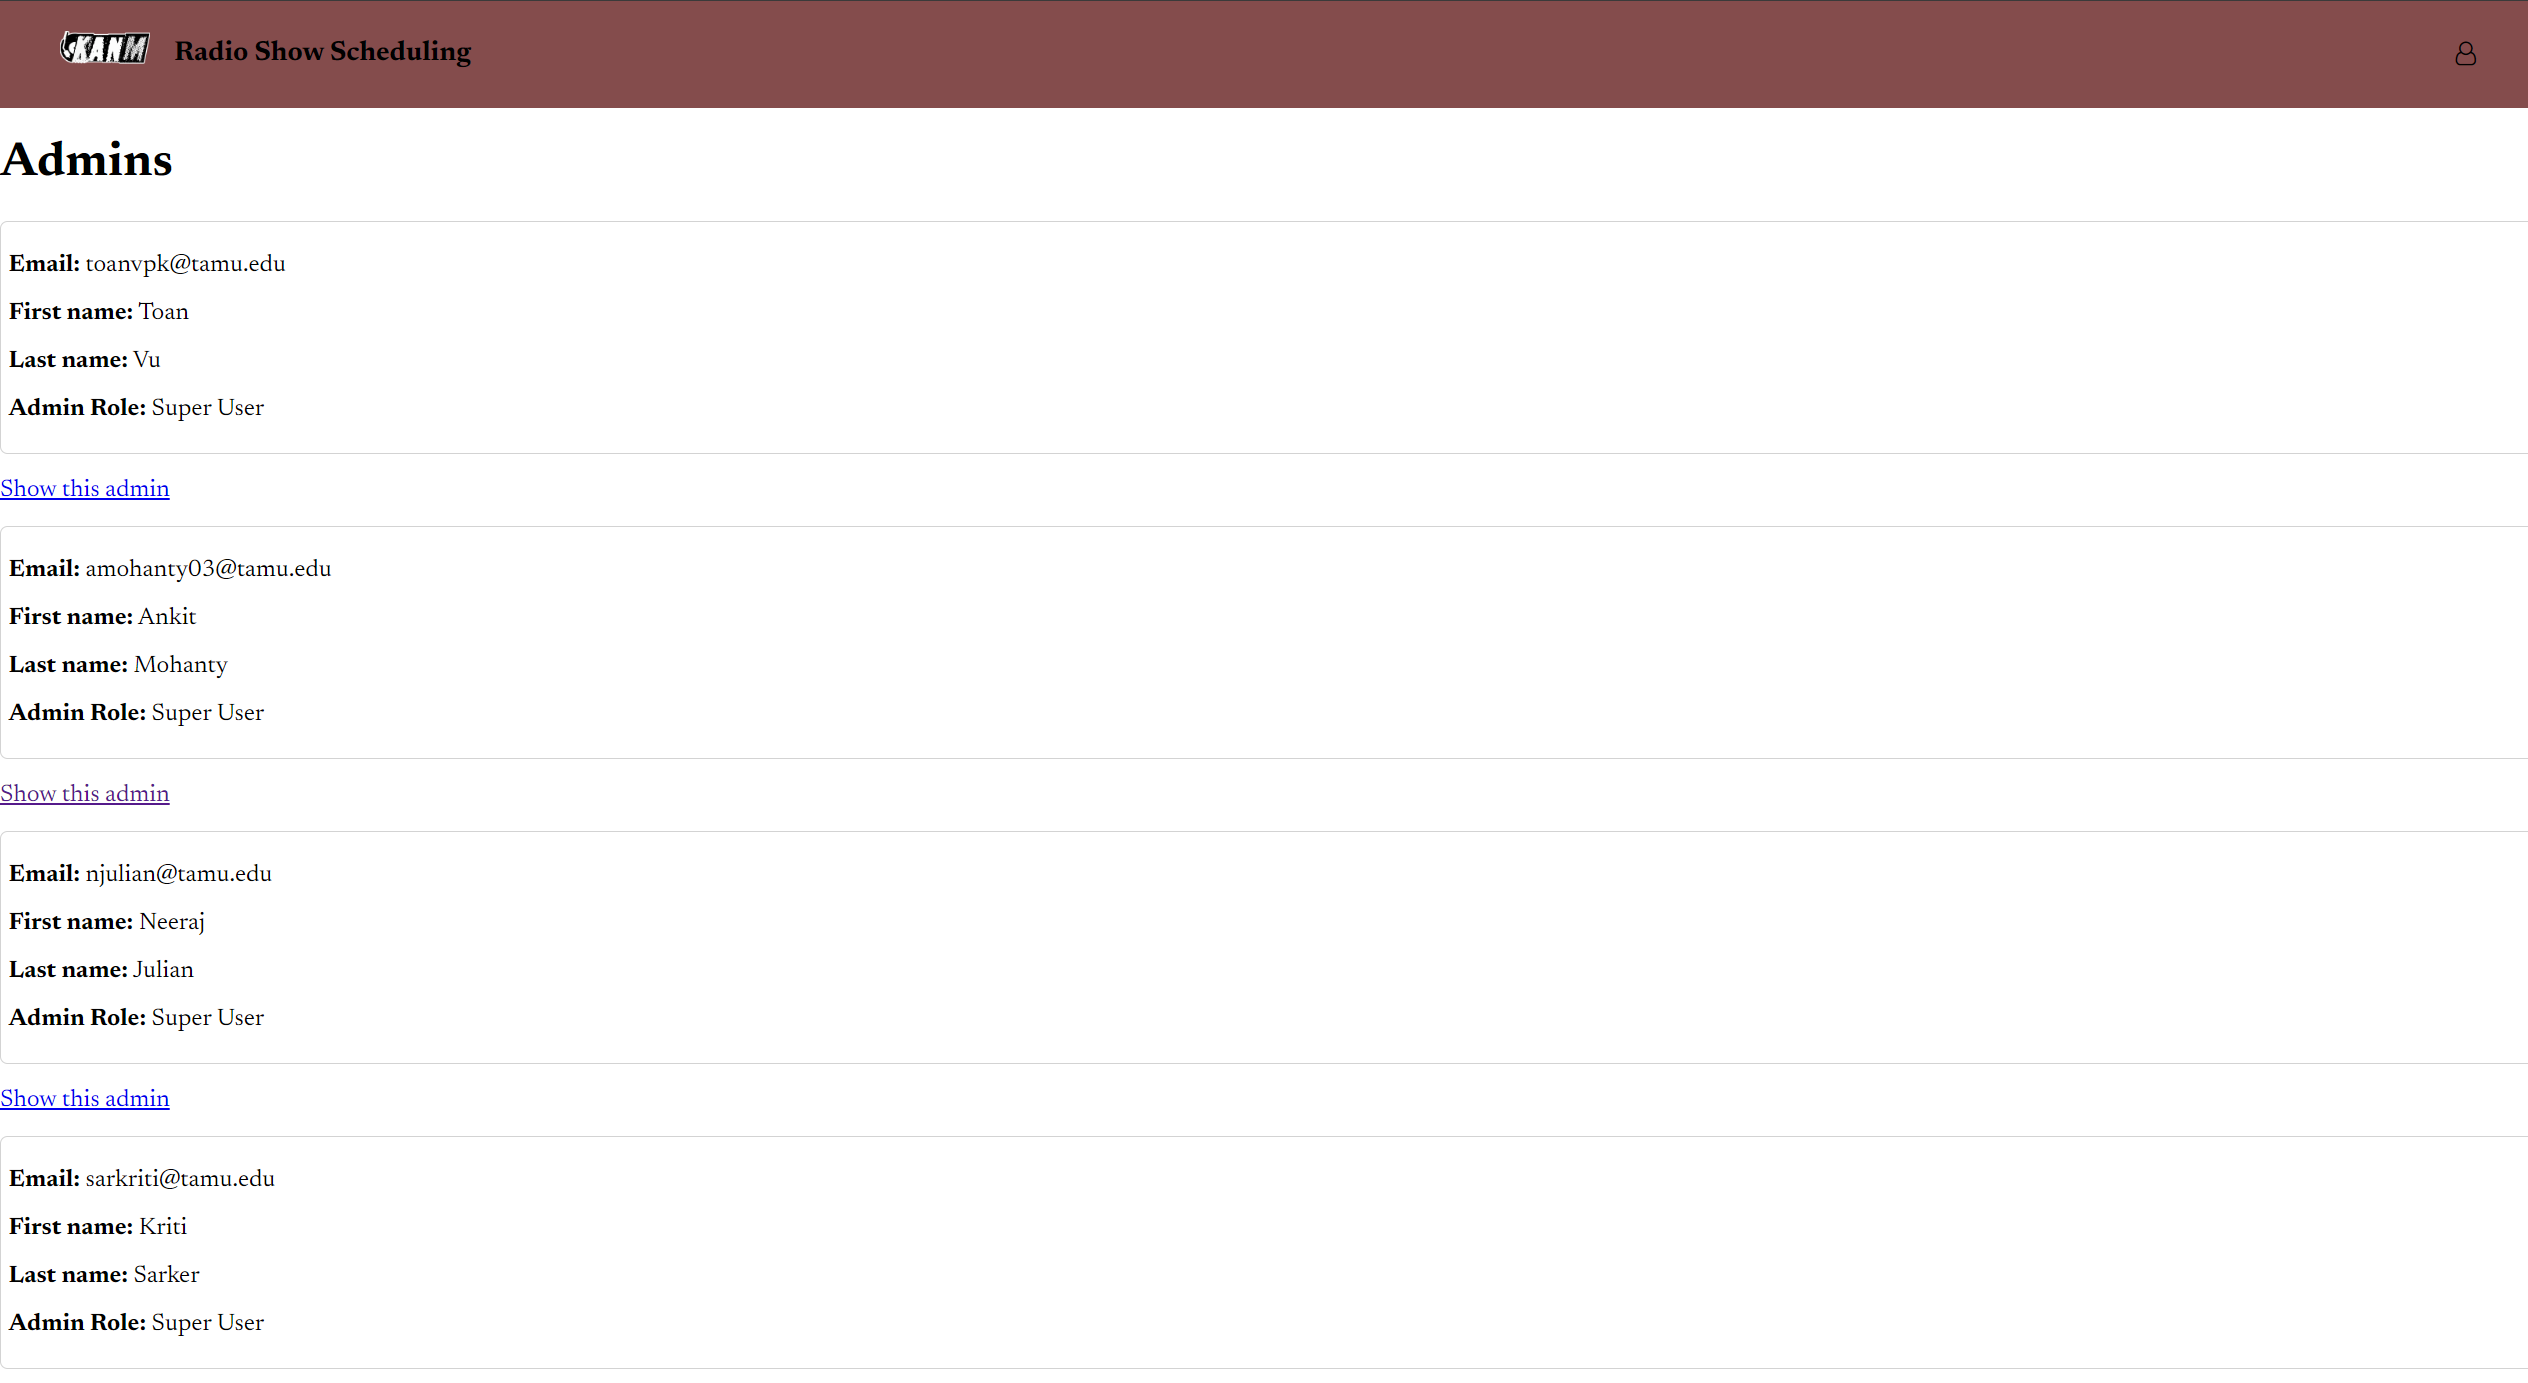 KANM Radio Show Scheduling
Admins
Email: toanvpk@tamu.edu
First name: Toan
Last name: Vu
Admin Role: Super User
Show this admin
Email: amohanty03@tamu.edu
First name: Ankit
Last name: Mohanty
Admin Role: Super User
Show this admin
Email: njulian@tamu.edu
First name: Neeraj
Last name: Julian
Admin Role: Super User
Show this admin
Email: sarkriti@tamu.edu
First name: Kriti
Last name: Sarker
Admin Role: Super User